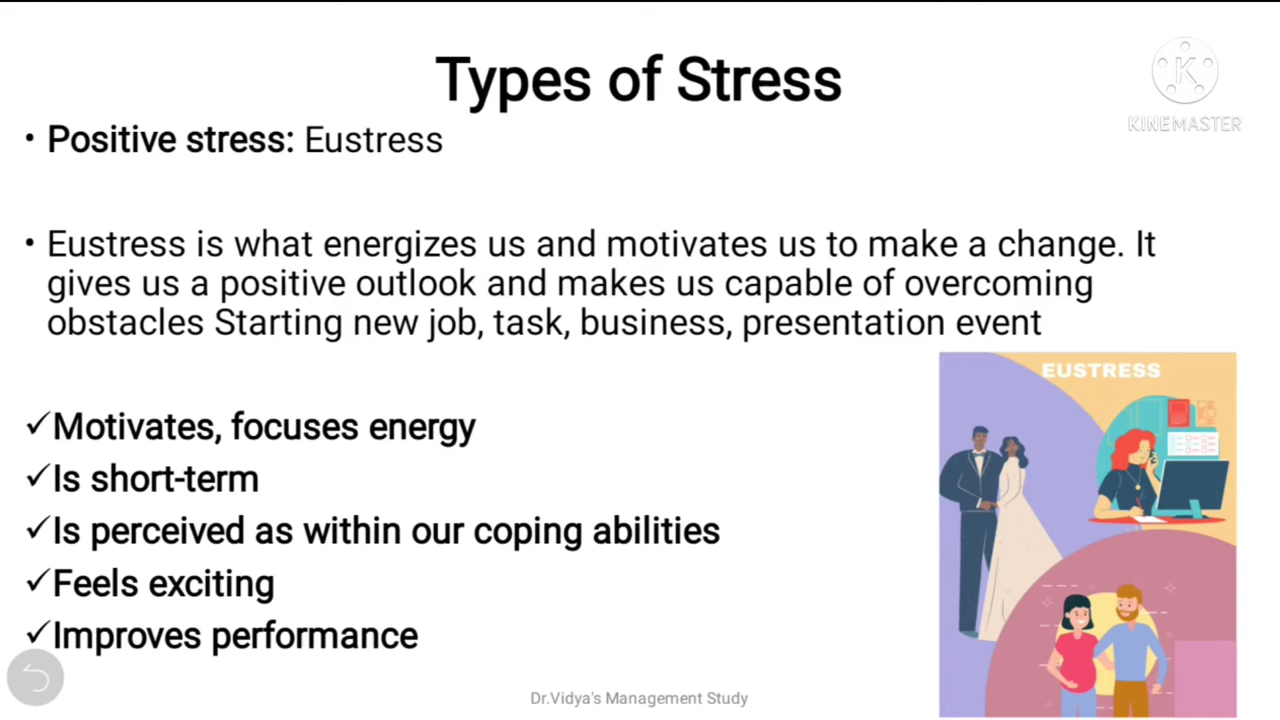 Types of Stress
KINEMASTER
• Positive stress: Eustress
• Eustress is what energizes us and motivates us to make a change. It
gives us a positive outlook and makes us capable of overcoming
obstacles Starting new job, task, business, presentation event
EUSTRESS
✓Motivates, focuses energy
✓Is short-term
✓Is perceived as within our coping abilities
✓Feels exciting
✓Improves performance
Dr.Vidya's Management Study